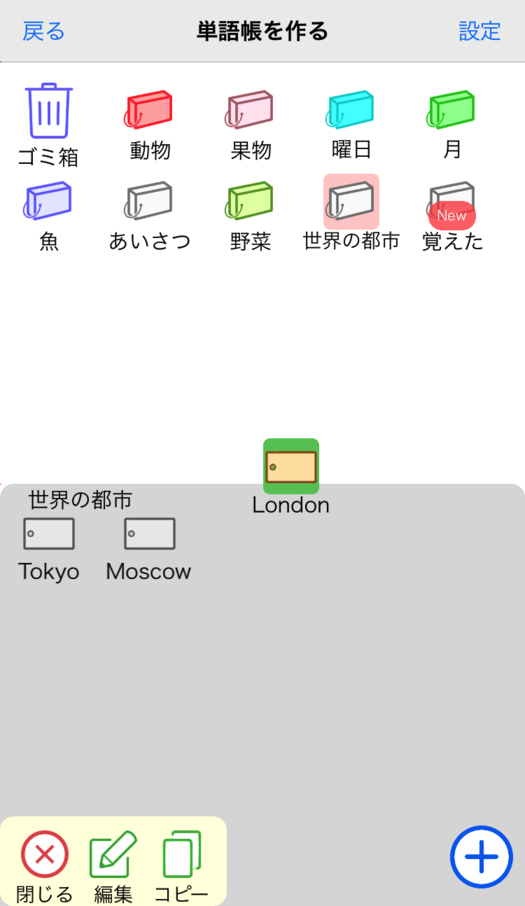 戻る 単語帳を作る 設定
ゴミ箱 動物 果物 曜日 月
New
魚 あいさつ 野菜 世界の都市 覚えた
世界の都市
London
Tokyo Moscow
閉じる 編集 コピー